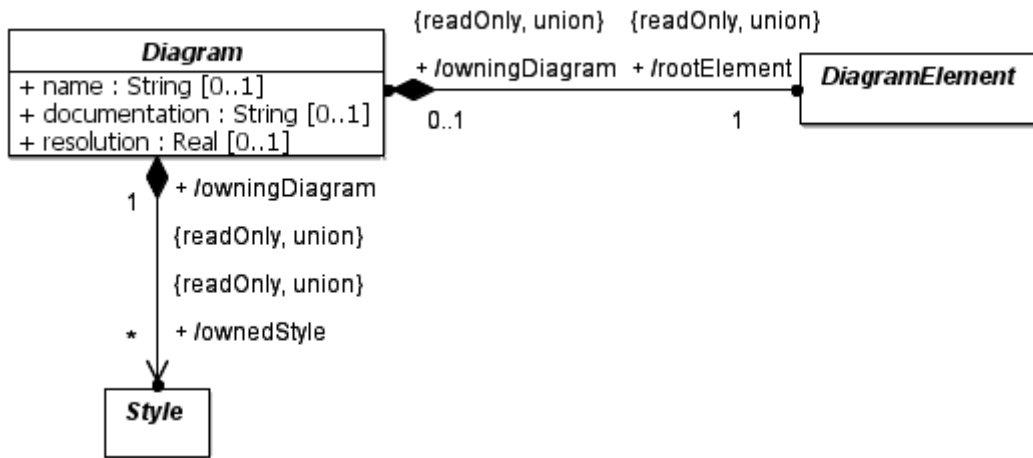 {readOnly, union} {readOnly, union}
Diagram
+ name : String [0..1]
+ documentation : String [0..1]
+ resolution : Real [0..1]
+ /owningDiagram + /rootElement
0..1 1
DiagramElement
1 + /owningDiagram
{readOnly, union}
{readOnly, union}
* + /ownedStyle
Style